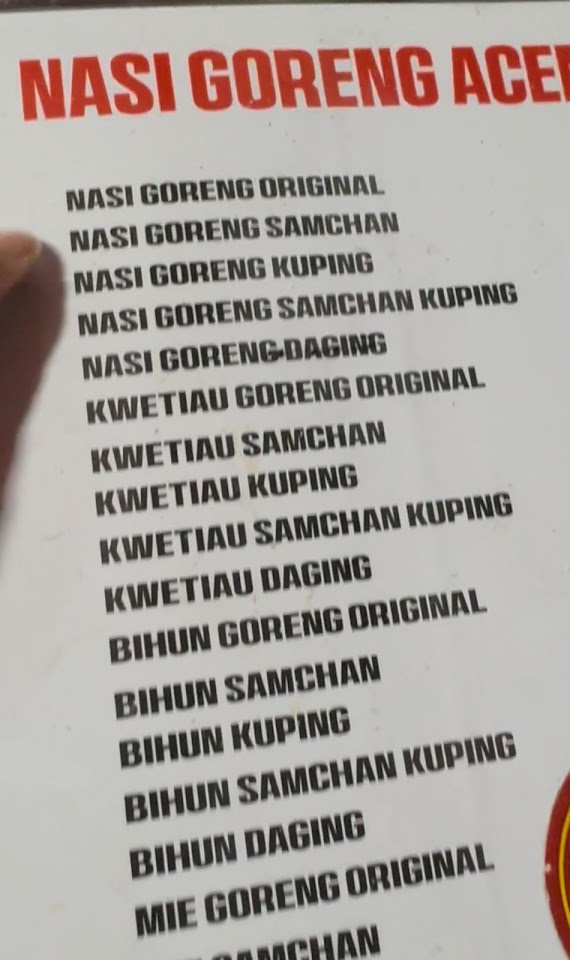 NASI GORENG ACEH
NASI GORENG ORIGINAL
NASI GORENG SAMCHAN
NASI GORENG KUPING
NASI GORENG SAMCHAN KUPING
NASI GORENG DAGING
KWETIAU GORENG ORIGINAL
KWETIAU SAMCHAN
KWETIAU KUPING
KWETIAU SAMCHAN KUPING
KWETIAU DAGING
BIHUN GORENG ORIGINAL
BIHUN SAMCHAN
BIHUN KUPING
BIHUN SAMCHAN KUPING
BIHUN DAGING
MIE GORENG ORIGINAL
SAMCHAN